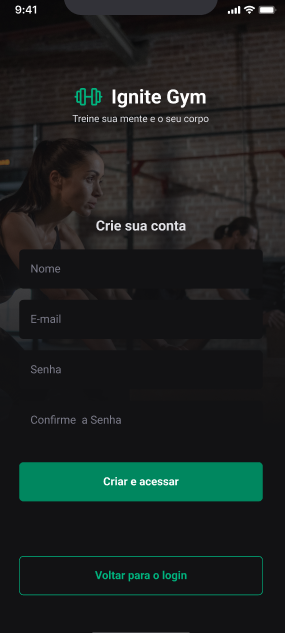 9:41
Ignite Gym
Treine sua mente e o seu corpo
Crie sua conta
Nome
E-mail
Senha
Confirme a Senha
Criar e acessar
Voltar para o login